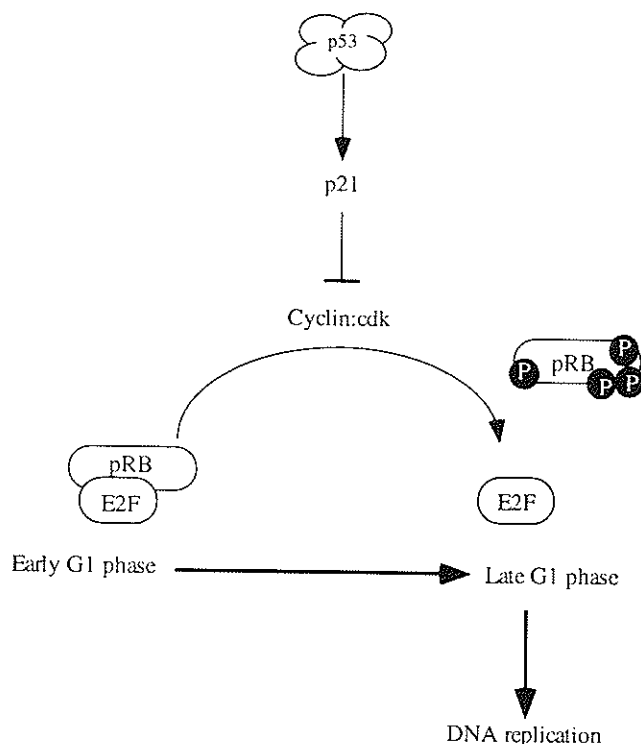 p53
p21
Cyclin:cdk
P
pRB
P
P
P
pRB
E2F
E2F
Early G1 phase
Late G1 phase
DNA replication